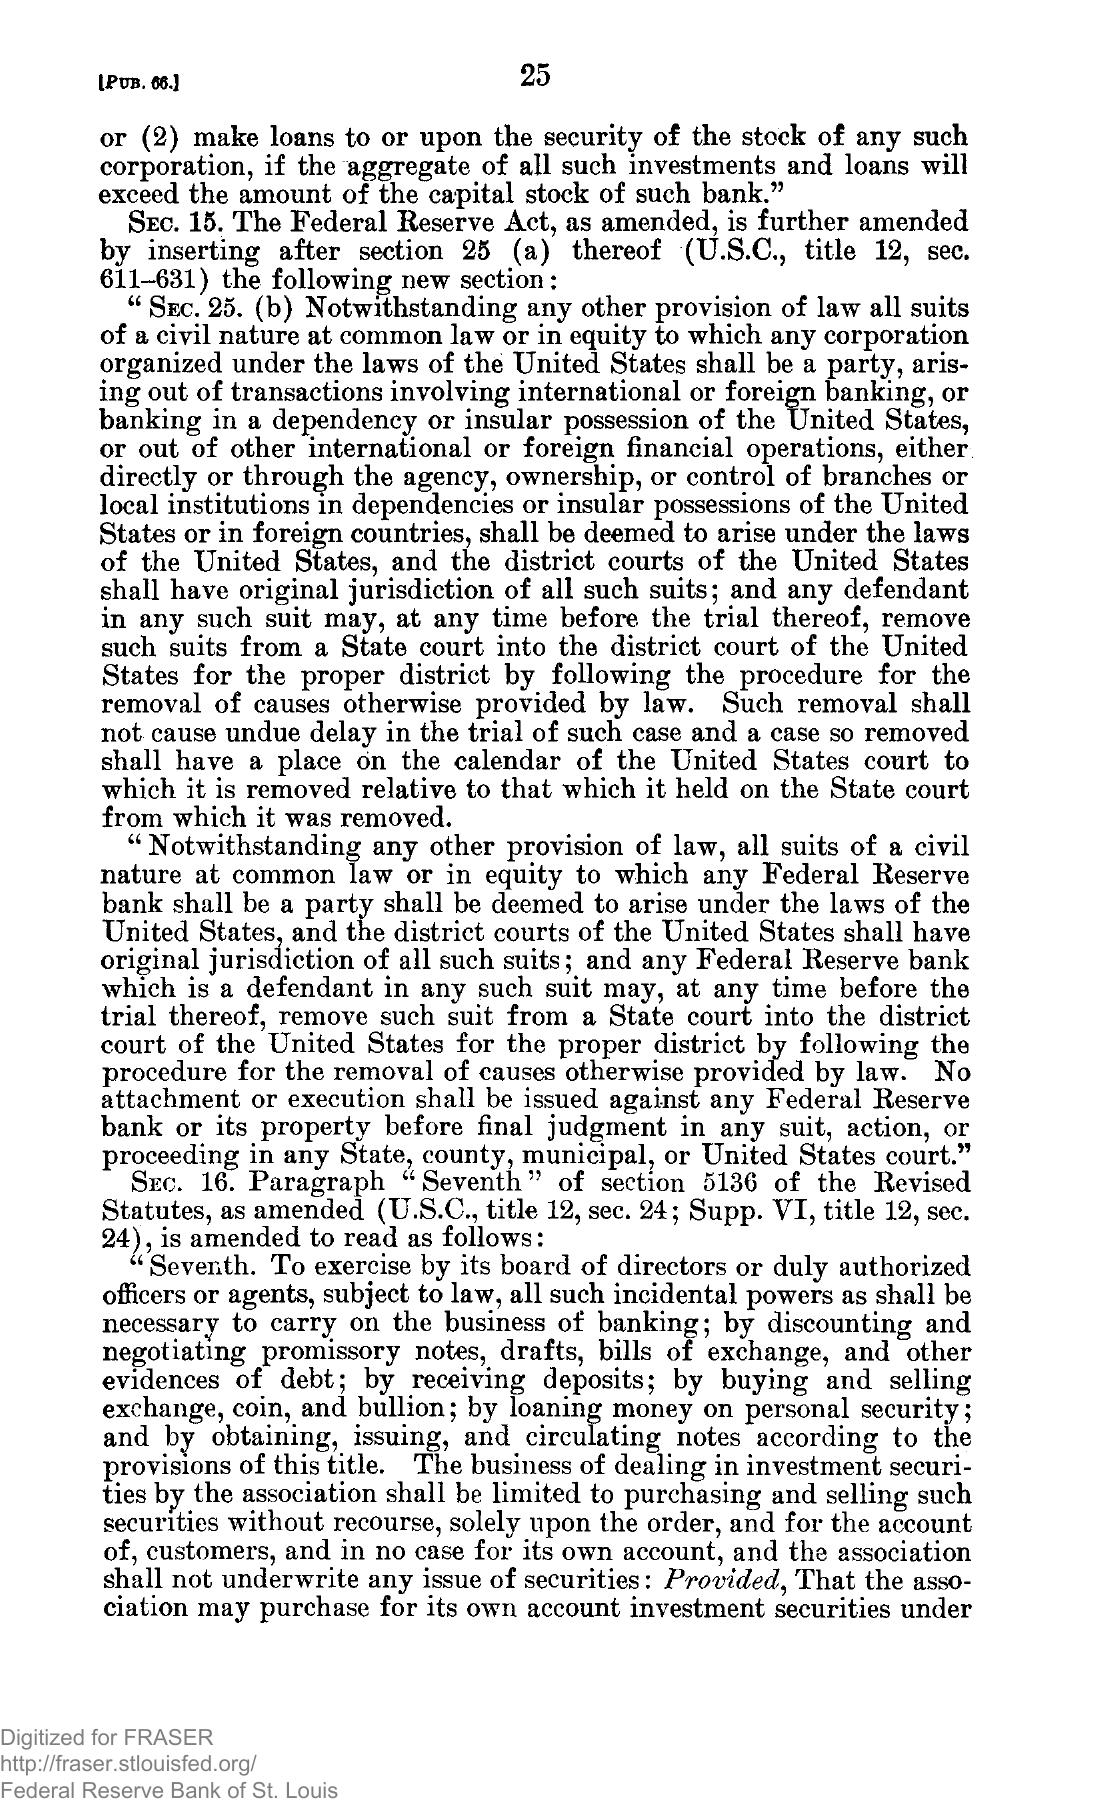 [PUB. 66.]
25
or (2) make loans to or upon the security of the stock of any such
corporation, if the aggregate of all such investments and loans will
exceed the amount of the capital stock of such bank.”
SEC. 15. The Federal Reserve Act, as amended, is further amended
by inserting after section 25 (a) thereof (U.S.C., title 12, sec.
611–631) the following new section:
“SEC. 25. (b) Notwithstanding any other provision of law all suits
of a civil nature at common law or in equity to which any corporation
organized under the laws of the United States shall be a party, aris-
ing out of transactions involving international or foreign banking, or
banking in a dependency or insular possession of the United States,
or out of other international or foreign financial operations, either
directly or through the agency, ownership, or control of branches or
local institutions in dependencies or insular possessions of the United
States or in foreign countries, shall be deemed to arise under the laws
of the United States, and the district courts of the United States
shall have original jurisdiction of all such suits; and any defendant
in any such suit may, at any time before the trial thereof, remove
such suits from a State court into the district court of the United
States for the proper district by following the procedure for the
removal of causes otherwise provided by law. Such removal shall
not cause undue delay in the trial of such case and a case so removed
shall have a place on the calendar of the United States court to
which it is removed relative to that which it held on the State court
from which it was removed.
“Notwithstanding any other provision of law, all suits of a civil
nature at common law or in equity to which any Federal Reserve
bank shall be a party shall be deemed to arise under the laws of the
United States, and the district courts of the United States shall have
original jurisdiction of all such suits; and any Federal Reserve bank
which is a defendant in any such suit may, at any time before the
trial thereof, remove such suit from a State court into the district
court of the United States for the proper district by following the
procedure for the removal of causes otherwise provided by law. No
attachment or execution shall be issued against any Federal Reserve
bank or its property before final judgment in any suit, action, or
proceeding in any State, county, municipal, or United States court.”
SEC. 16. Paragraph “Seventh” of section 5136 of the Revised
Statutes, as amended (U.S.C., title 12, sec. 24; Supp. VI, title 12, sec.
24), is amended to read as follows:
“Seventh. To exercise by its board of directors or duly authorized
officers or agents, subject to law, all such incidental powers as shall be
necessary to carry on the business of banking; by discounting and
negotiating promissory notes, drafts, bills of exchange, and other
evidences of debt; by receiving deposits; by buying and selling
exchange, coin, and bullion; by loaning money on personal security;
and by obtaining, issuing, and circulating notes according to the
provisions of this title. The business of dealing in investment securi-
ties by the association shall be limited to purchasing and selling such
securities without recourse, solely upon the order, and for the account
of, customers, and in no case for its own account, and the association
shall not underwrite any issue of securities: Provided, That the asso-
ciation may purchase for its own account investment securities under
Digitized for FRASER
http://fraser.stlouisfed.org/
Federal Reserve Bank of St. Louis